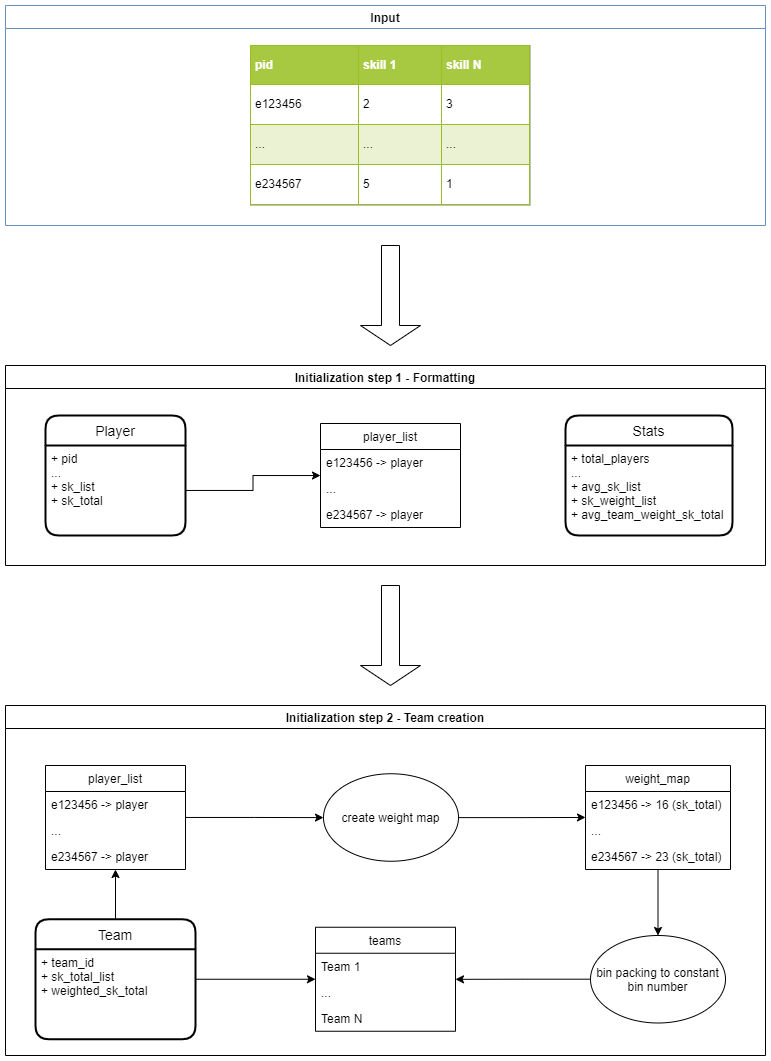 Input
pid skill 1 skill N
e123456 2 3
... ... ...
e234567 5 1
Initialization step 1 - Formatting
Player
+ pid
...
+ sk_list
+ sk_total
player_list
e123456 -> player
...
e234567 -> player
Stats
+ total_players
...
+ avg_sk_list
+ sk_weight_list
+ avg_team_weight_sk_total
Initialization step 2 - Team creation
player_list
e123456 -> player
...
e234567 -> player
create weight map
weight_map
e123456 -> 16 (sk_total)
...
e234567 -> 23 (sk_total)
Team
+ team_id
+ sk_total_list
+ weighted_sk_total
teams
Team 1
...
Team N
bin packing to constant
bin number